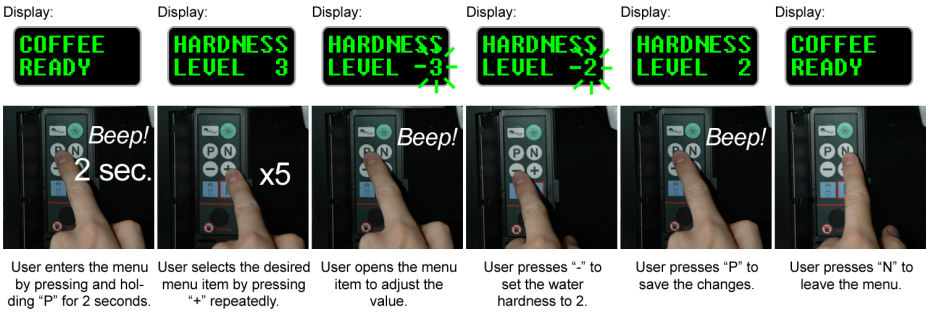 Display:
COFFEE
READY
Beep!
2 sec.
P N
- +
User enters the menu
by pressing and hol-
ding “P” for 2 seconds.
Display:
HARDNESS
LEVEL 3
P N
- +
x5
User selects the desired
menu item by pressing
“+” repeatedly.
Display:
HARDNESS
LEVEL -3
Beep!
P N
- +
User opens the menu
item to adjust the
value.
Display:
HARDNESS
LEVEL -2
P N
- +
User presses “-” to
set the water
hardness to 2.
Display:
HARDNESS
LEVEL 2
Beep!
P N
- +
User presses “P” to
save the changes.
Display:
COFFEE
READY
P N
- +
User presses “N” to
leave the menu.